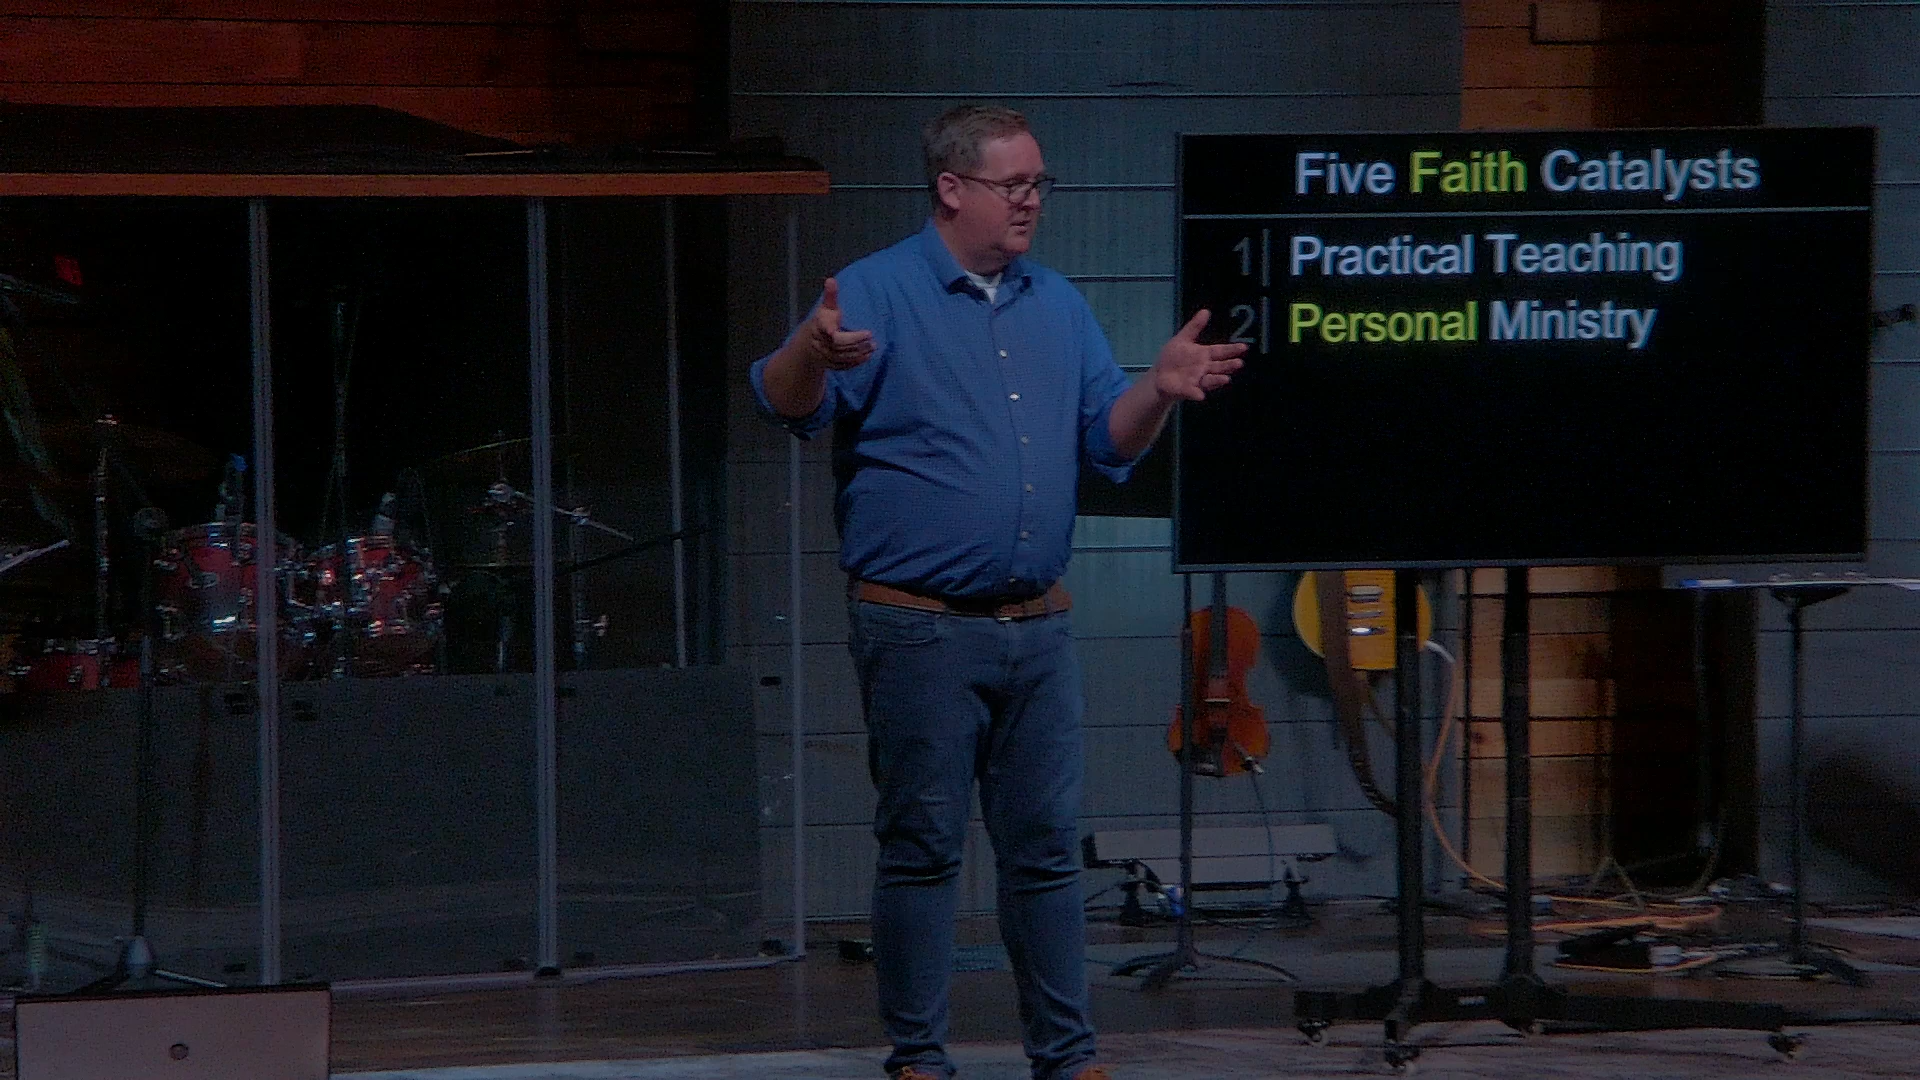 Five Faith Catalysts
1| Practical Teaching
2| Personal Ministry